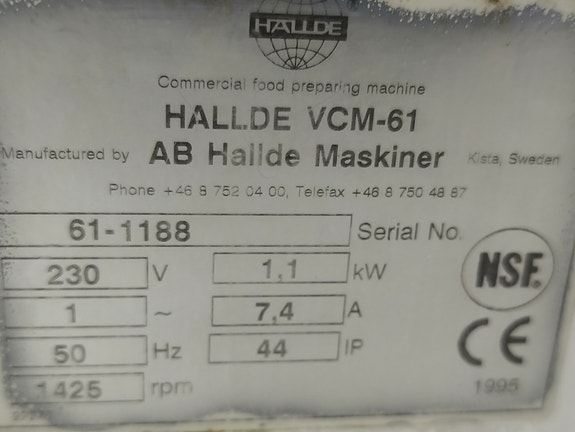 HÄLLDE
Commercial food preparing machine
HALLDE VCM-61
Manufactured by AB Hallde Maskiner Kista, Sweden
Phone +46 8 752 04 00, Telefax +46 8 750 48 87
61-1188 Serial No.
230 V 1,1 kW
1 ~ 7,4 A
50 Hz 44 IP
1425 rpm
NSF
CE
1995